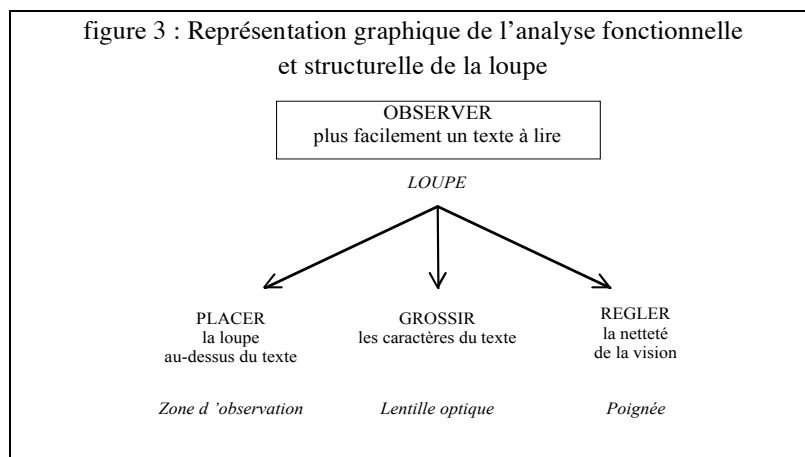 figure 3 : Représentation graphique de l'analyse fonctionnelle
et structurelle de la loupe
OBSERVER
plus facilement un texte à lire
LOUPE
PLACER
la loupe
au-dessus du texte
GROSSIR
les caractères du texte
REGLER
la netteté
de la vision
Zone d 'observation
Lentille optique
Poignée